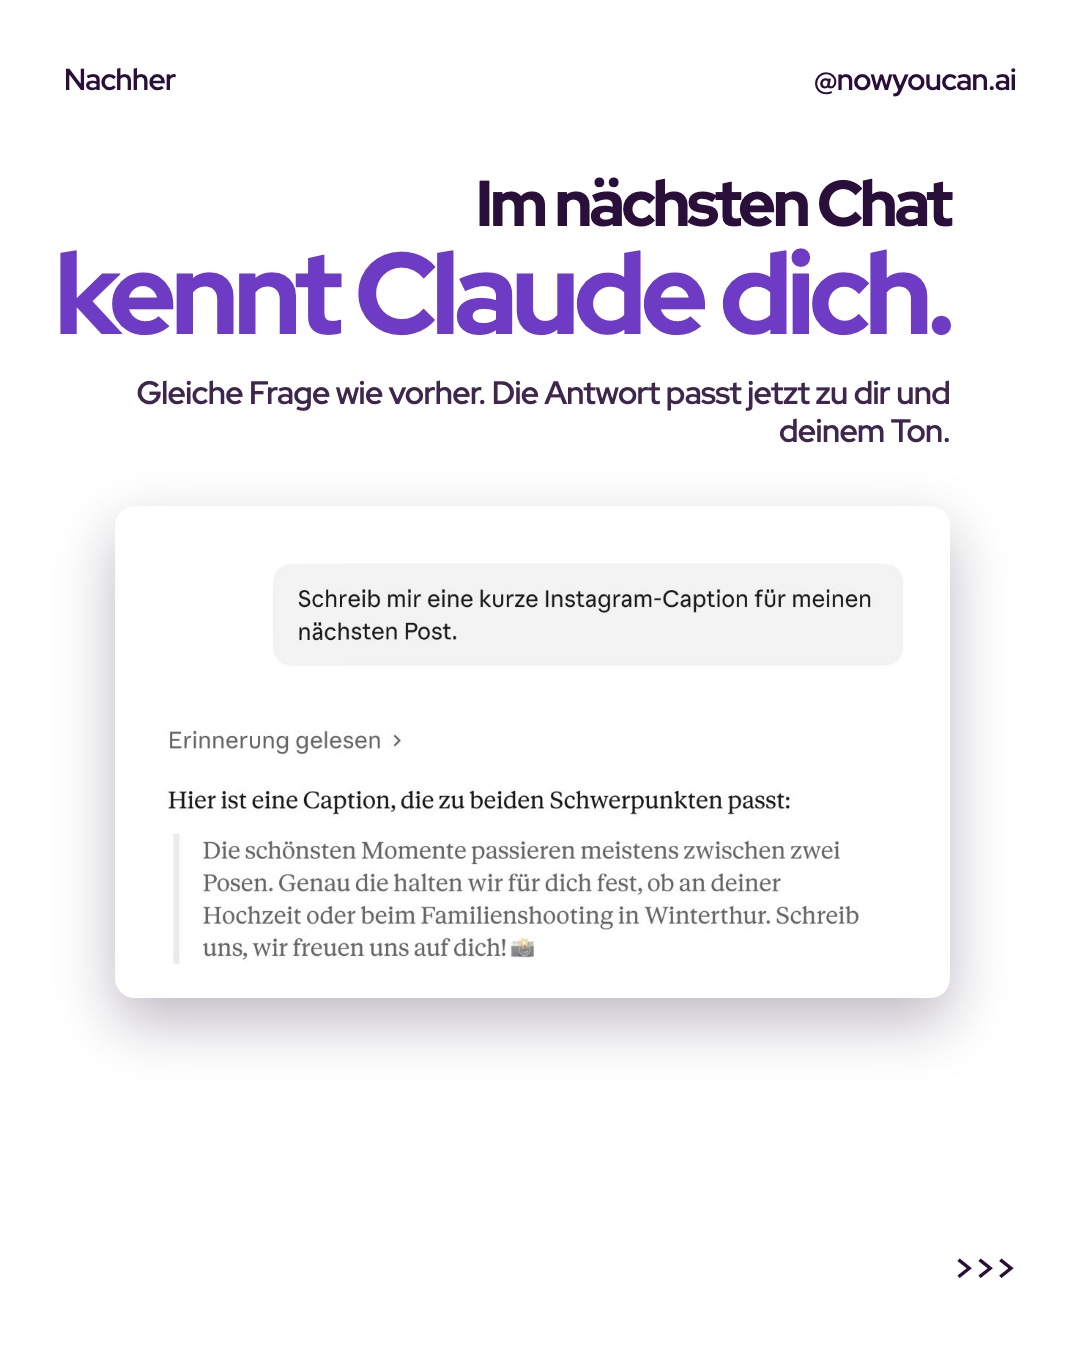 Nachher
@nowyoucan.ai
Im nächsten Chat
kennt Claude dich.
Gleiche Frage wie vorher. Die Antwort passt jetzt zu dir und
deinem Ton.
Schreib mir eine kurze Instagram-Caption für meinen
nächsten Post.
Erinnerung gelesen >
Hier ist eine Caption, die zu beiden Schwerpunkten passt:
Die schönsten Momente passieren meistens zwischen zwei
Posen. Genau die halten wir für dich fest, ob an deiner
Hochzeit oder beim Familienshooting in Winterthur. Schreib
uns, wir freuen uns auf dich! 📸
>>>